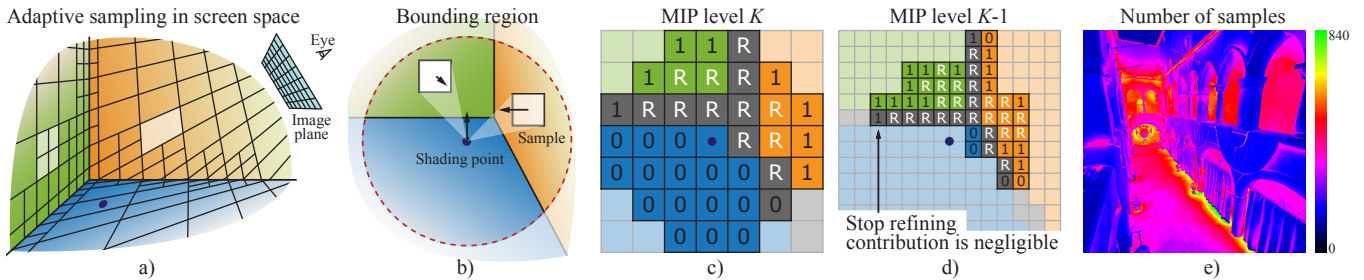 Adaptive sampling in screen space
Eye
Image
plane
a)
Bounding region
Sample
Shading point
b)
MIP level K
1 1 R
1 R R R 1
1 R R R R R 1
0 0 0 R R 1
0 0 0 0 0 R 1
0 0 0 0 0
0 0 0
c)
MIP level K-1
1 0
R 1
1 1 R 1 R 1
R R R R R 1
1 1 1 1 R R R R R 1
1 R R R R R R R R 1
0 R R R
0 R 1 1
R 1
0 0
Stop refining
contribution is negligible
d)
Number of samples
840
0
e)